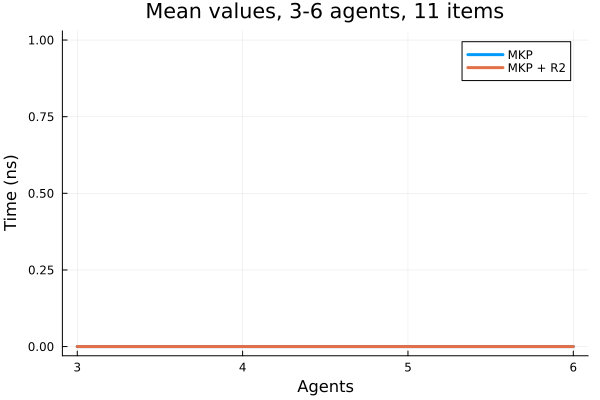 Mean values, 3-6 agents, 11 items
MKP
MKP + R2
Time (ns)
1.00
0.75
0.50
0.25
0.00
3 4 5 6
Agents